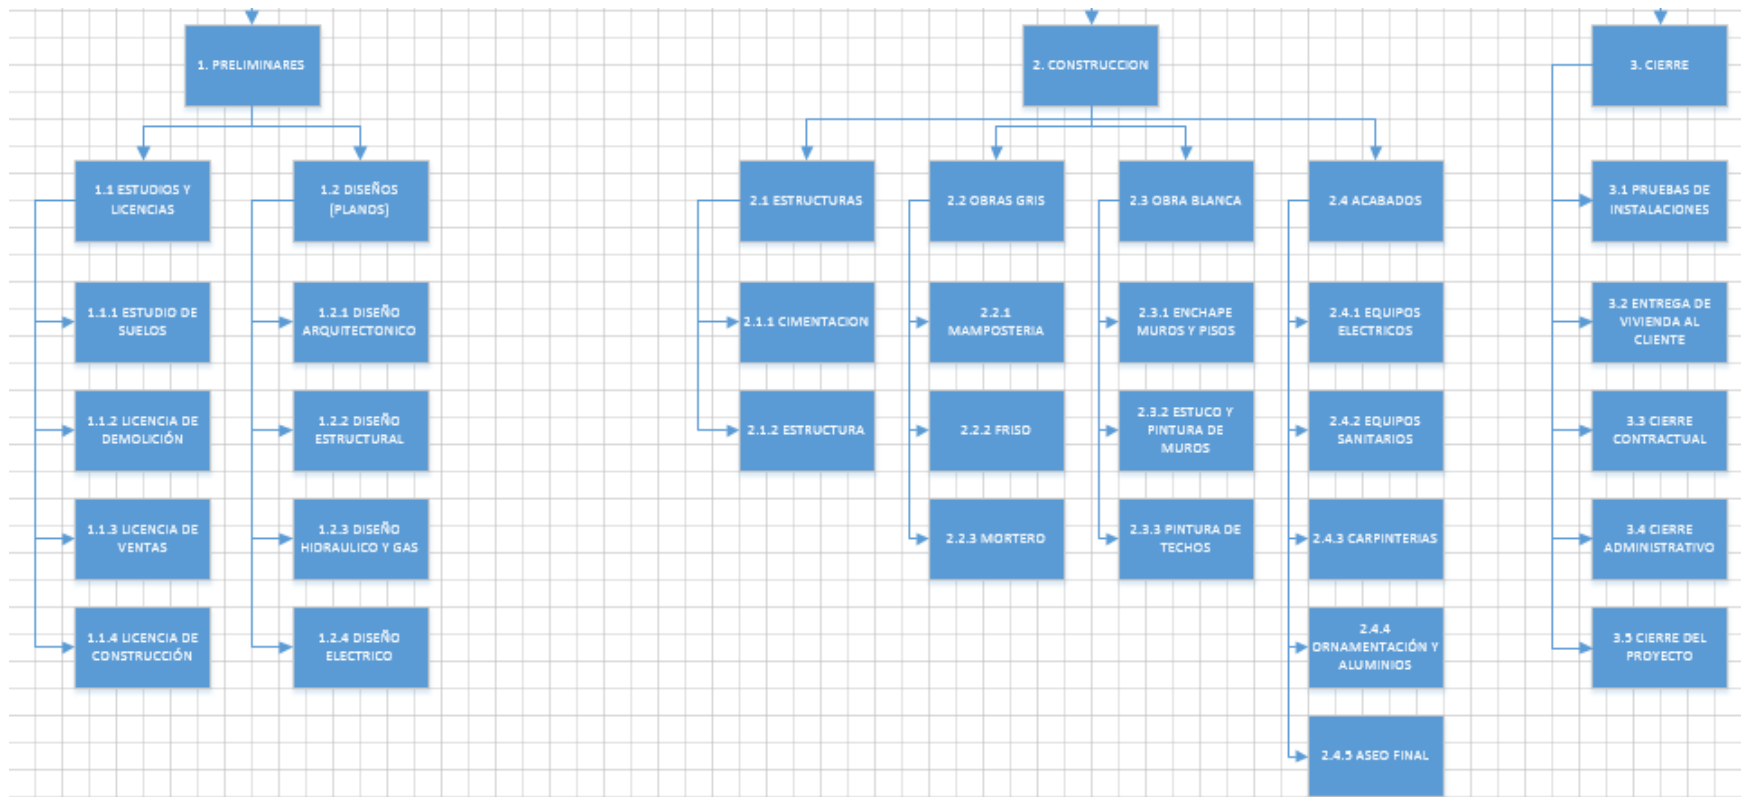 1. PRELIMINARES
2. CONSTRUCCION
3. CIERRE
1.1 ESTUDIOS Y
LICENCIAS
1.2 DISEÑOS
(PLANOS)
2.1 ESTRUCTURAS
2.2 OBRAS GRIS
2.3 OBRA BLANCA
2.4 ACABADOS
3.1 PRUEBAS DE
INSTALACIONES
1.1.1 ESTUDIO DE
SUELOS
1.2.1 DISEÑO
ARQUITECTONICO
2.1.1 CIMENTACION
2.2.1
MAMPOSTERIA
2.3.1 ENCHAPE
MUROS Y PISOS
2.4.1 EQUIPOS
ELECTRICOS
3.2 ENTREGA DE
VIVIENDA AL
CLIENTE
1.1.2 LICENCIA DE
DEMOLICIÓN
1.2.2 DISEÑO
ESTRUCTURAL
2.1.2 ESTRUCTURA
2.2.2 FRISO
2.3.2 ESTUCO Y
PINTURA DE
MUROS
2.4.2 EQUIPOS
SANITARIOS
3.3 CIERRE
CONTRACTUAL
1.1.3 LICENCIA DE
VENTAS
1.2.3 DISEÑO
HIDRAULICO Y GAS
2.2.3 MORTERO
2.3.3 PINTURA DE
TECHOS
2.4.3 CARPINTERIAS
3.4 CIERRE
ADMINISTRATIVO
1.1.4 LICENCIA DE
CONSTRUCCIÓN
1.2.4 DISEÑO
ELECTRICO
2.4.4
ORNAMENTACIÓN Y
ALUMINIOS
3.5 CIERRE DEL
PROYECTO
2.4.5 ASEO FINAL